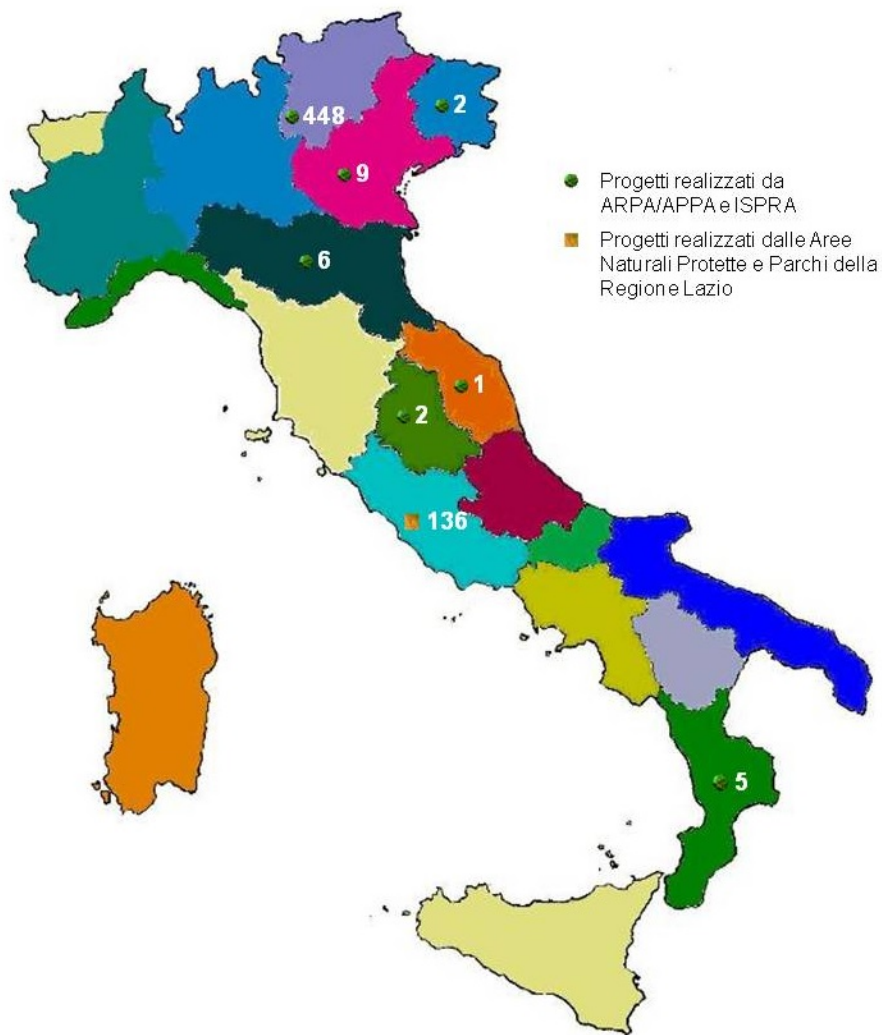 448
2
9
Progetti realizzati da
ARPA/APPA e ISPRA
6
Progetti realizzati dalle Aree
Naturali Protette e Parchi della
Regione Lazio
1
2
136
5